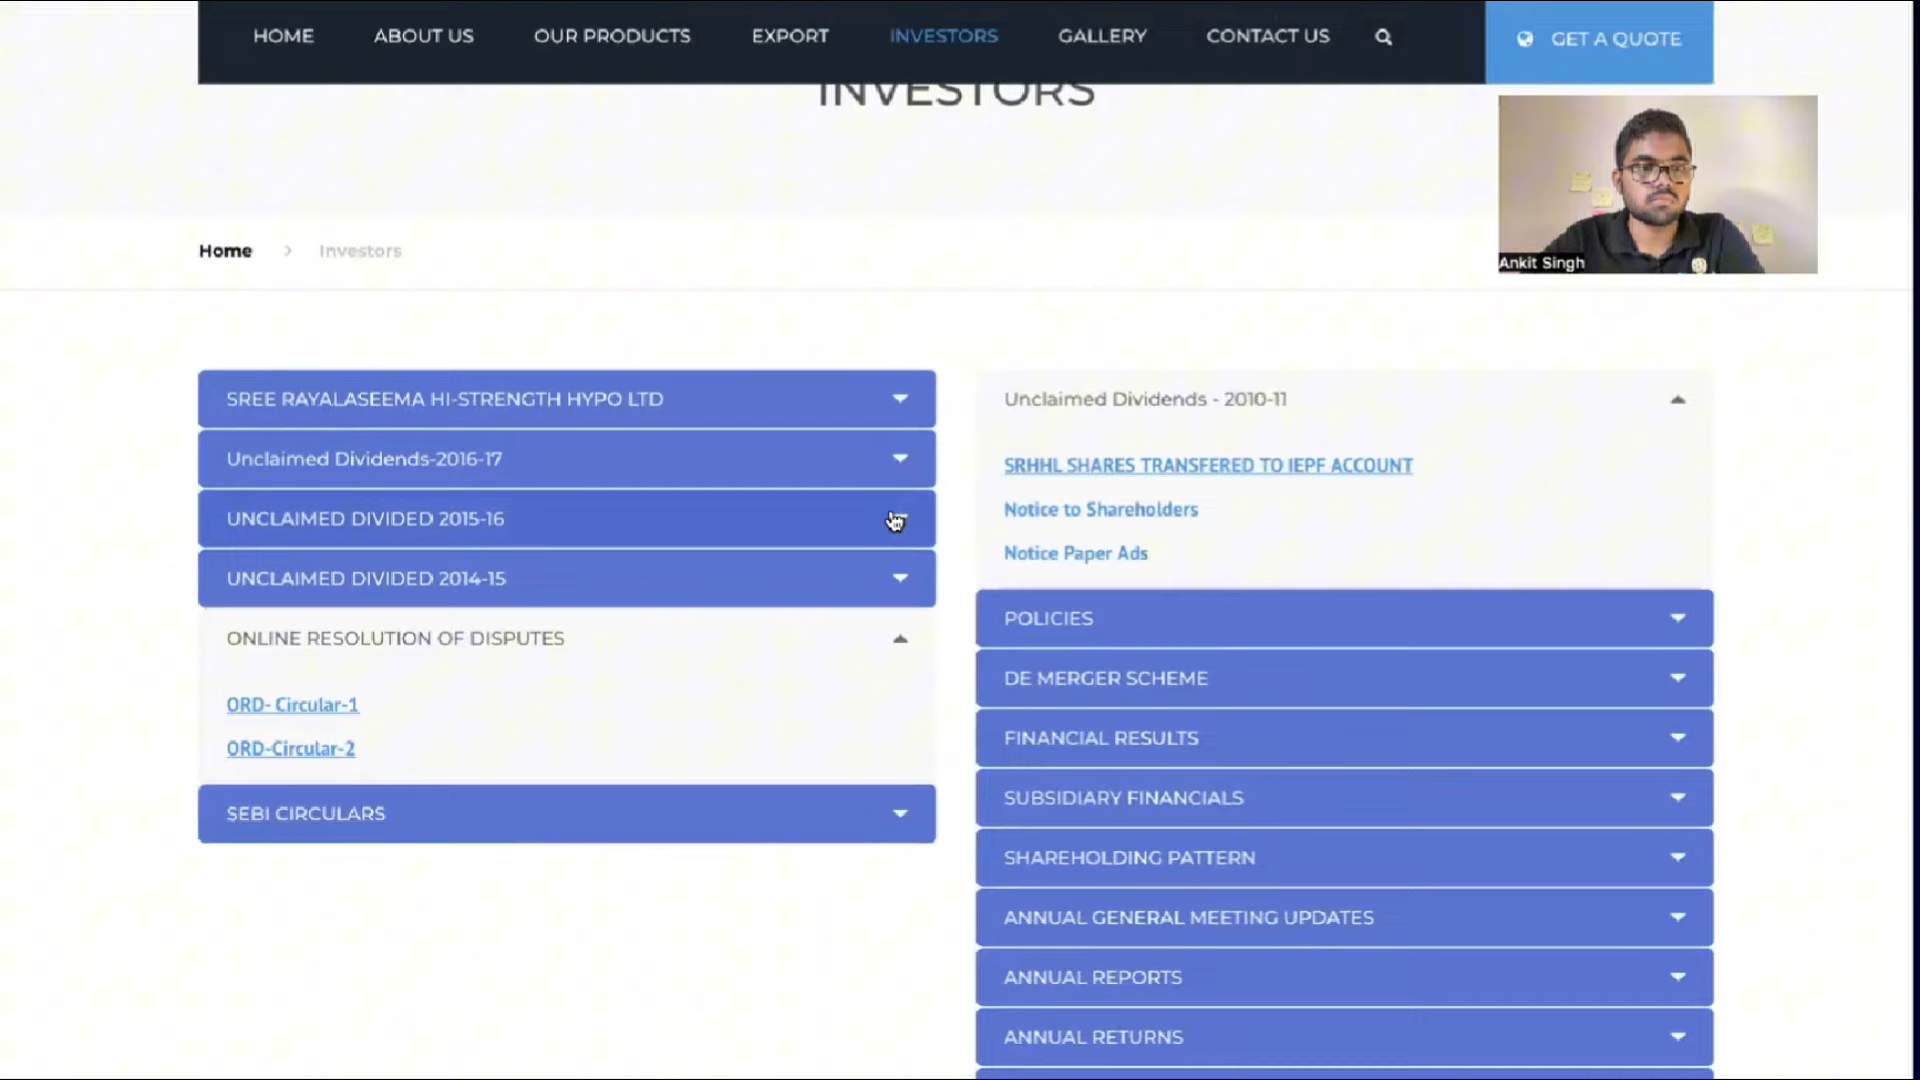 HOME
ABOUT US
OUR PRODUCTS
EXPORT
INVESTORS
GALLERY
CONTACT US
GET A QUOTE
INVESTORS
Ankit Singh
Home
Investors
SREE RAYALASEEMA HI-STRENGTH HYPO LTD
Unclaimed Dividends-2016-17
UNCLAIMED DIVIDED 2015-16
UNCLAIMED DIVIDED 2014-15
ONLINE RESOLUTION OF DISPUTES
ORD- Circular-1
ORD-Circular-2
SEBI CIRCULARS
Unclaimed Dividends - 2010-11
SRHHL SHARES TRANSFERED TO IEPF ACCOUNT
Notice to Shareholders
Notice Paper Ads
POLICIES
DE MERGER SCHEME
FINANCIAL RESULTS
SUBSIDIARY FINANCIALS
SHAREHOLDING PATTERN
ANNUAL GENERAL MEETING UPDATES
ANNUAL REPORTS
ANNUAL RETURNS